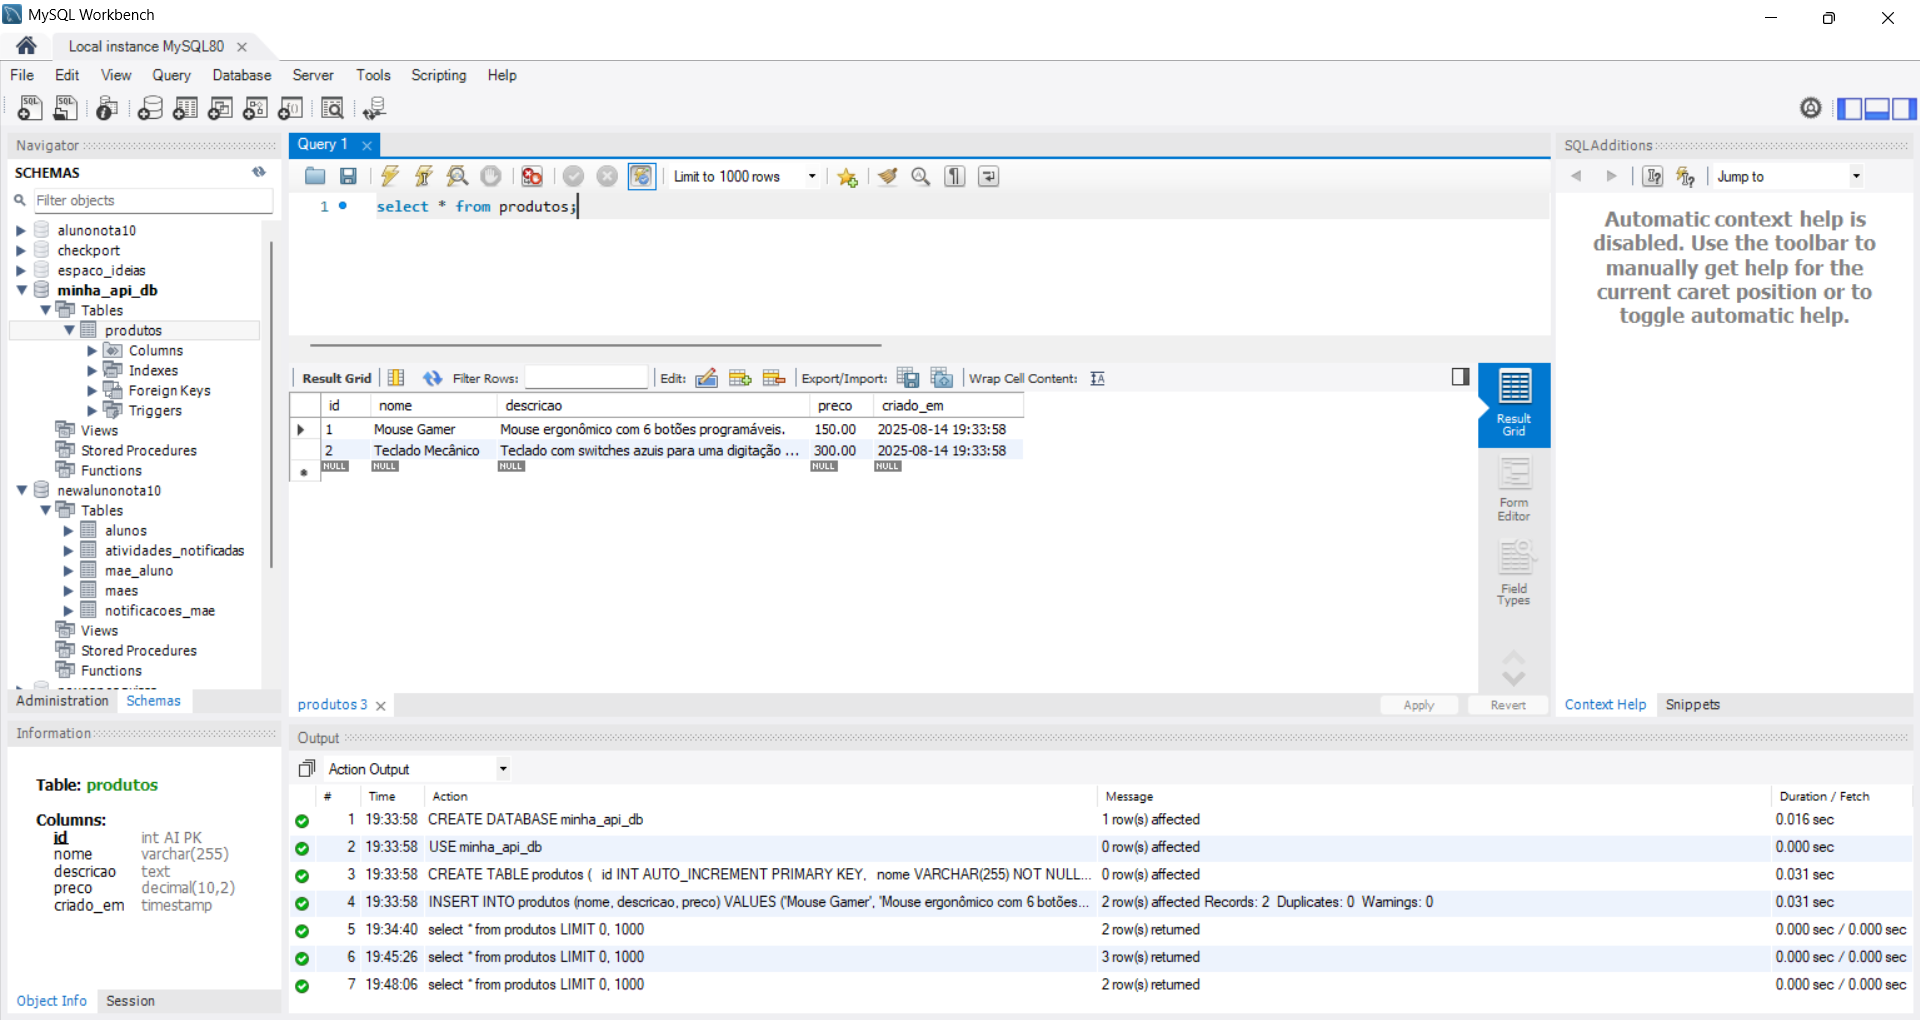 MySQL Workbench
Local instance MySQL80
File Edit View Query Database Server Tools Scripting Help
Navigator
SCHEMAS
Filter objects
alunonota10
checkport
espaco_ideias
minha_api_db
Tables
produtos
Columns
Indexes
Foreign Keys
Triggers
Views
Stored Procedures
Functions
newalunonota10
Tables
alunos
atividades_notificadas
mae_aluno
maes
notificacoes_mae
Views
Stored Procedures
Functions
Administration Schemas
Information
Table: produtos
Columns:
id int AI PK
nome varchar(255)
descricao text
preco decimal(10,2)
criado_em timestamp
Object Info Session
Query 1
Limit to 1000 rows
1 select * from produtos;
Result Grid Filter Rows: Edit: Export/Import: Wrap Cell Content:
id nome descricao preco criado_em
1 Mouse Gamer Mouse ergonômico com 6 botões programáveis. 150.00 2025-08-14 19:33:58
2 Teclado Mecânico Teclado com switches azuis para uma digitação ... 300.00 2025-08-14 19:33:58
NULL NULL NULL NULL NULL
Result
Grid
Form
Editor
Field
Types
produtos 3 Apply Revert
SQLAdditions
Jump to
Automatic context help is
disabled. Use the toolbar to
manually get help for the
current caret position or to
toggle automatic help.
Context Help Snippets
Output
Action Output
# Time Action Message Duration / Fetch
1 19:33:58 CREATE DATABASE minha_api_db 1 row(s) affected 0.016 sec
2 19:33:58 USE minha_api_db 0 row(s) affected 0.000 sec
3 19:33:58 CREATE TABLE produtos ( id INT AUTO_INCREMENT PRIMARY KEY, nome VARCHAR(255) NOT NULL... 0 row(s) affected 0.031 sec
4 19:33:58 INSERT INTO produtos (nome, descricao, preco) VALUES ('Mouse Gamer', 'Mouse ergonômico com 6 botões... 2 row(s) affected Records: 2 Duplicates: 0 Warnings: 0 0.031 sec
5 19:34:40 select * from produtos LIMIT 0, 1000 2 row(s) returned 0.000 sec / 0.000 sec
6 19:45:26 select * from produtos LIMIT 0, 1000 3 row(s) returned 0.000 sec / 0.000 sec
7 19:48:06 select * from produtos LIMIT 0, 1000 2 row(s) returned 0.000 sec / 0.000 sec